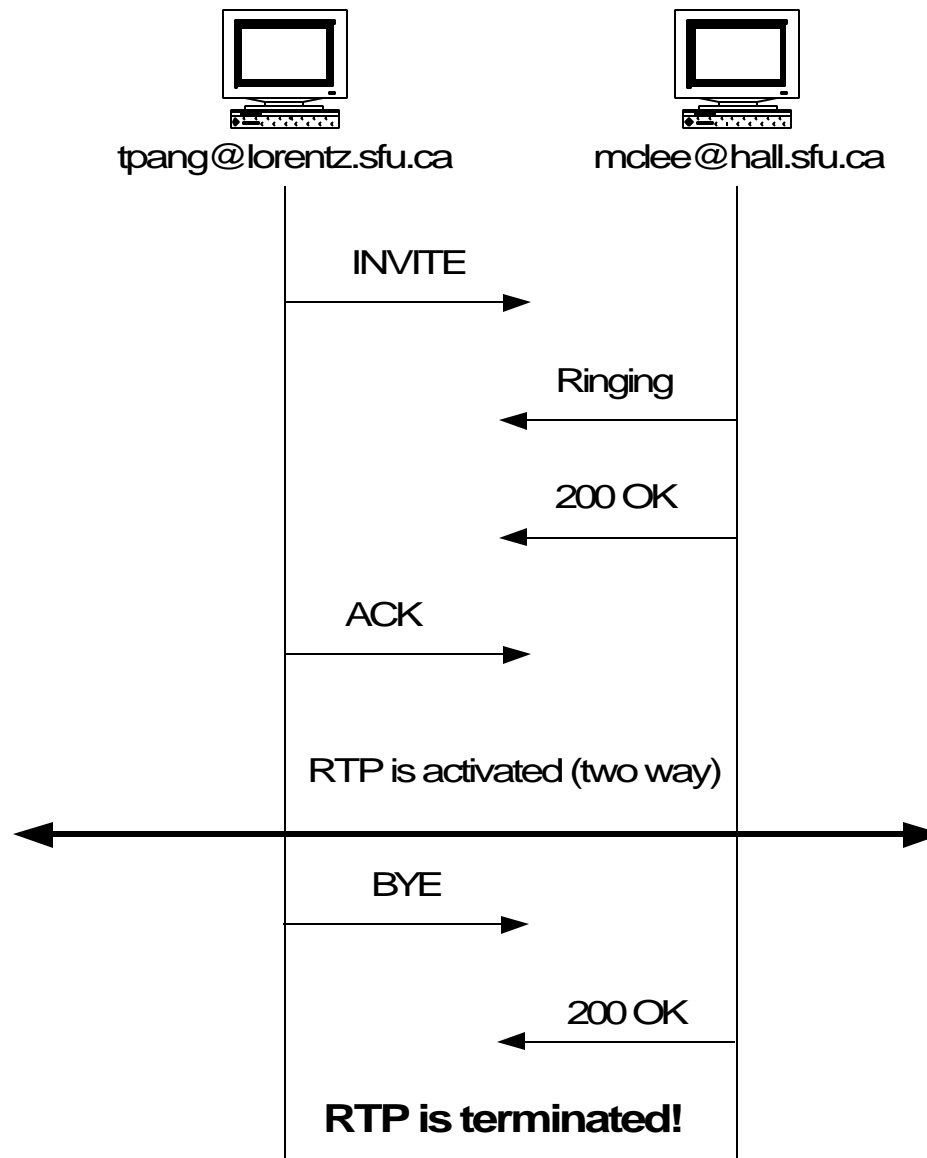 tpang@lorentz.sfu.ca
mclee@hall.sfu.ca
INVITE
Ringing
200 OK
ACK
RTP is activated (two way)
BYE
200 OK
RTP is terminated!